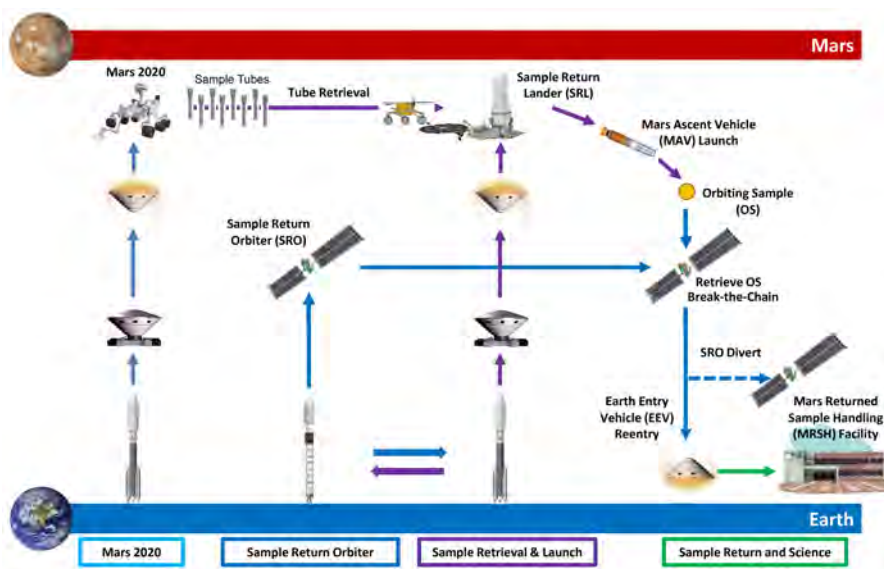 Mars
Mars 2020
Sample Tubes
Tube Retrieval
Sample Return
Lander (SRL)
Mars Ascent Vehicle
(MAV) Launch
Orbiting Sample
(OS)
Sample Return
Orbiter (SRO)
Retrieve OS
Break-the-Chain
SRO Divert
Earth Entry
Vehicle (EEV)
Reentry
Mars Returned
Sample Handling
(MRSH) Facility
Earth
Mars 2020
Sample Return Orbiter
Sample Retrieval & Launch
Sample Return and Science